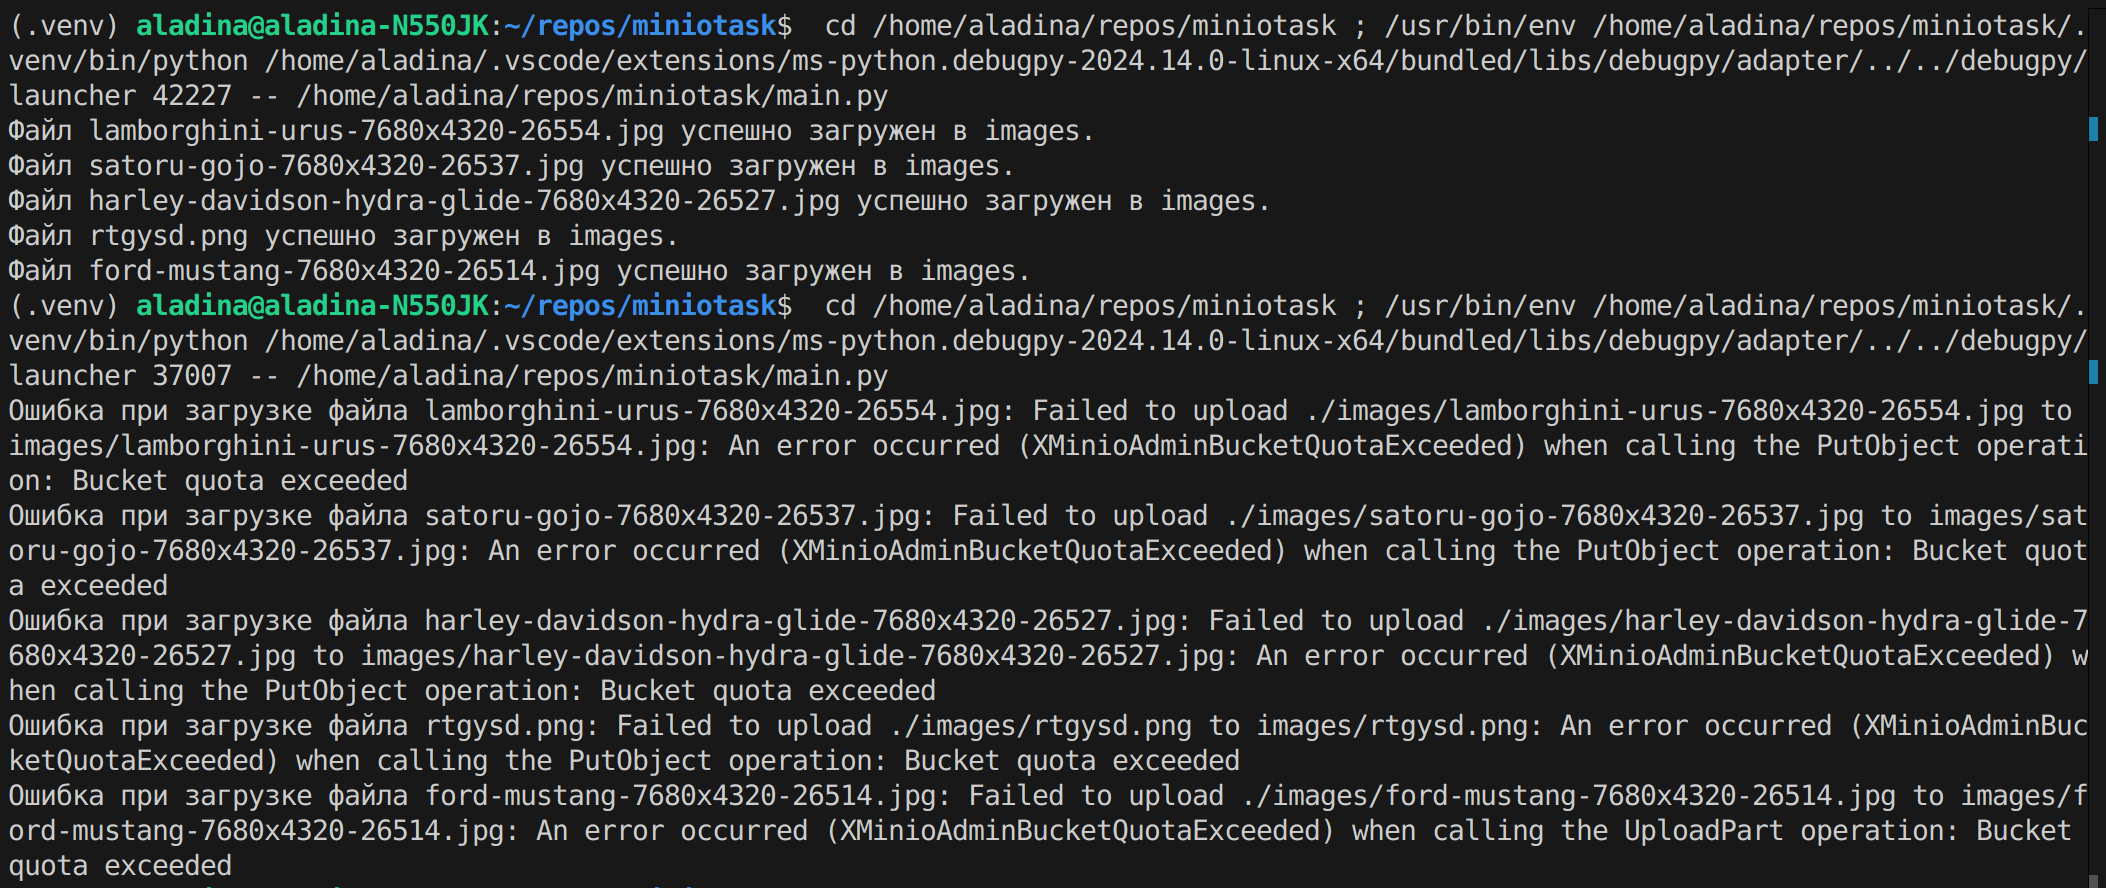 (.venv) aladina@aladina-N550JK:~/repos/miniotask$  cd /home/aladina/repos/miniotask ; /usr/bin/env /home/aladina/repos/miniotask/.
venv/bin/python /home/aladina/.vscode/extensions/ms-python.debugpy-2024.14.0-linux-x64/bundled/libs/debugpy/adapter/../../debugpy/
launcher 42227 -- /home/aladina/repos/miniotask/main.py
Файл lamborghini-urus-7680x4320-26554.jpg успешно загружен в images.
Файл satoru-gojo-7680x4320-26537.jpg успешно загружен в images.
Файл harley-davidson-hydra-glide-7680x4320-26527.jpg успешно загружен в images.
Файл rtgysd.png успешно загружен в images.
Файл ford-mustang-7680x4320-26514.jpg успешно загружен в images.
(.venv) aladina@aladina-N550JK:~/repos/miniotask$  cd /home/aladina/repos/miniotask ; /usr/bin/env /home/aladina/repos/miniotask/.
venv/bin/python /home/aladina/.vscode/extensions/ms-python.debugpy-2024.14.0-linux-x64/bundled/libs/debugpy/adapter/../../debugpy/
launcher 37007 -- /home/aladina/repos/miniotask/main.py
Ошибка при загрузке файла lamborghini-urus-7680x4320-26554.jpg: Failed to upload ./images/lamborghini-urus-7680x4320-26554.jpg to
images/lamborghini-urus-7680x4320-26554.jpg: An error occurred (XMinioAdminBucketQuotaExceeded) when calling the PutObject operati
on: Bucket quota exceeded
Ошибка при загрузке файла satoru-gojo-7680x4320-26537.jpg: Failed to upload ./images/satoru-gojo-7680x4320-26537.jpg to images/sat
oru-gojo-7680x4320-26537.jpg: An error occurred (XMinioAdminBucketQuotaExceeded) when calling the PutObject operation: Bucket quot
a exceeded
Ошибка при загрузке файла harley-davidson-hydra-glide-7680x4320-26527.jpg: Failed to upload ./images/harley-davidson-hydra-glide-7
680x4320-26527.jpg to images/harley-davidson-hydra-glide-7680x4320-26527.jpg: An error occurred (XMinioAdminBucketQuotaExceeded) w
hen calling the PutObject operation: Bucket quota exceeded
Ошибка при загрузке файла rtgysd.png: Failed to upload ./images/rtgysd.png to images/rtgysd.png: An error occurred (XMinioAdminBuc
ketQuotaExceeded) when calling the PutObject operation: Bucket quota exceeded
Ошибка при загрузке файла ford-mustang-7680x4320-26514.jpg: Failed to upload ./images/ford-mustang-7680x4320-26514.jpg to images/f
ord-mustang-7680x4320-26514.jpg: An error occurred (XMinioAdminBucketQuotaExceeded) when calling the UploadPart operation: Bucket
quota exceeded